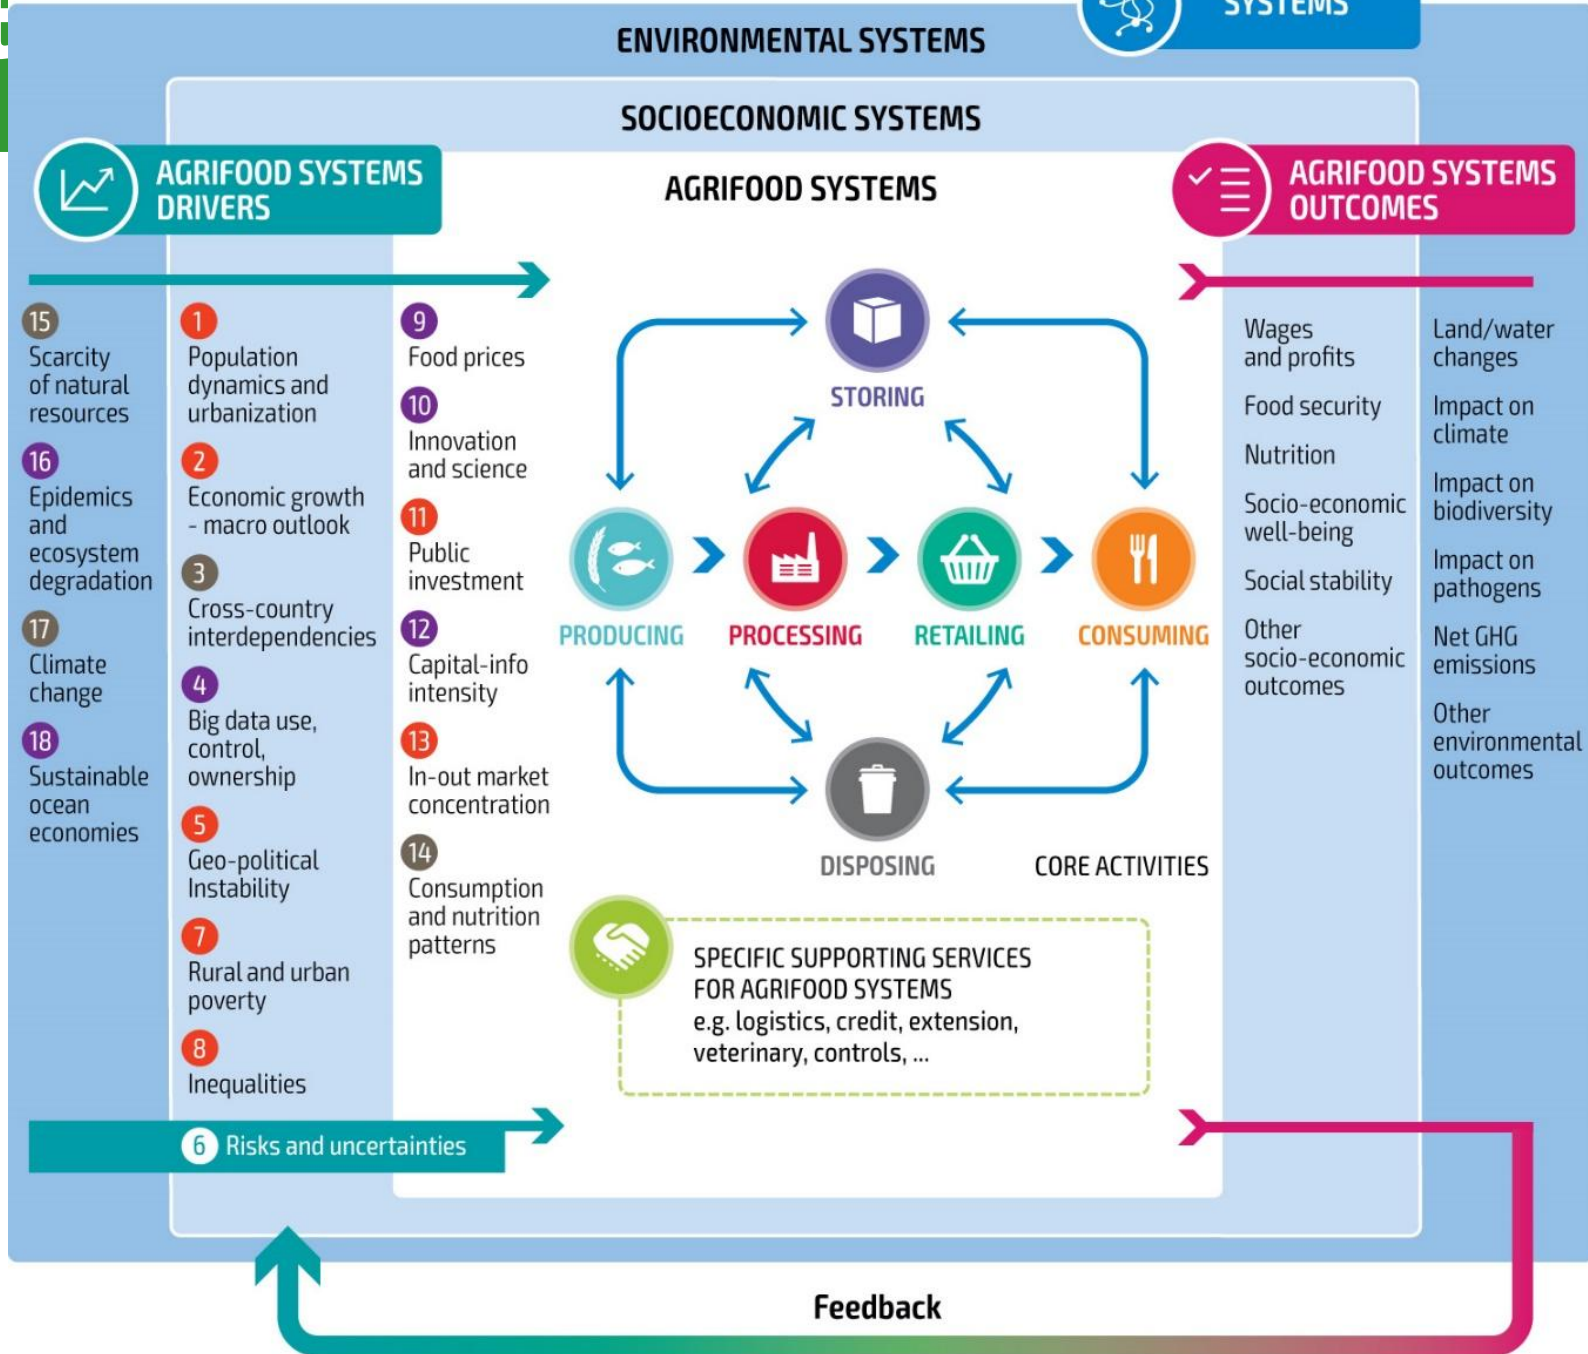 SYSTEMS
ENVIRONMENTAL SYSTEMS
SOCIOECONOMIC SYSTEMS
AGRIFOOD SYSTEMS
DRIVERS
AGRIFOOD SYSTEMS
AGRIFOOD SYSTEMS
OUTCOMES
15
Scarcity
of natural
resources
16
Epidemics
and
ecosystem
degradation
17
Climate
change
18
Sustainable
ocean
economies
1
Population
dynamics and
urbanization
2
Economic growth
- macro outlook
3
Cross-country
interdependencies
4
Big data use,
control,
ownership
5
Geo-political
Instability
7
Rural and urban
poverty
8
Inequalities
6 Risks and uncertainties
9
Food prices
10
Innovation
and science
11
Public
investment
12
Capital-info
intensity
13
In-out market
concentration
14
Consumption
and nutrition
patterns
STORING
PRODUCING
PROCESSING
RETAILING
CONSUMING
DISPOSING
CORE ACTIVITIES
SPECIFIC SUPPORTING SERVICES
FOR AGRIFOOD SYSTEMS
e.g. logistics, credit, extension,
veterinary, controls, ...
Wages
and profits
Food security
Nutrition
Socio-economic
well-being
Social stability
Other
socio-economic
outcomes
Land/water
changes
Impact on
climate
Impact on
biodiversity
Impact on
pathogens
Net GHG
emissions
Other
environmental
outcomes
Feedback